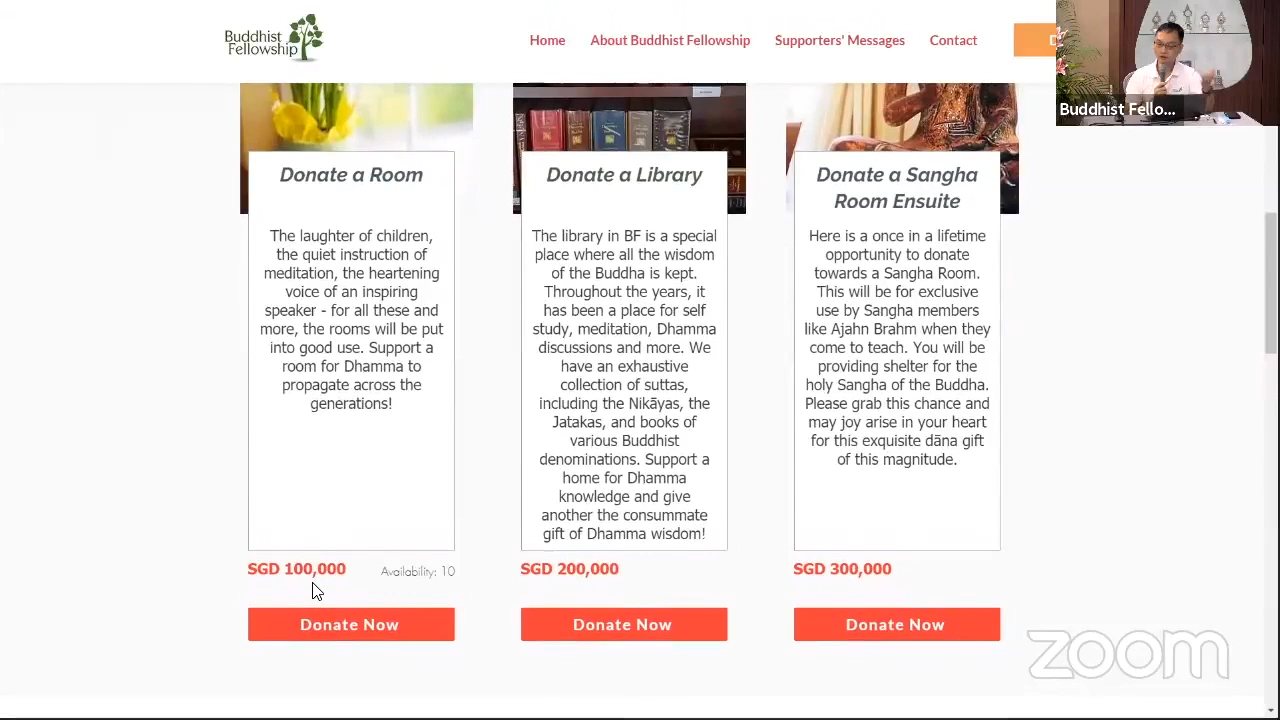 Buddhist
Fellowship
Home
About Buddhist Fellowship
Supporters' Messages
Contact
Buddhist Fello...
Donate a Room
The laughter of children,
the quiet instruction of
meditation, the heartening
voice of an inspiring
speaker - for all these and
more, the rooms will be put
into good use. Support a
room for Dhamma to
propagate across the
generations!
SGD 100,000
Availability: 10
Donate Now
Donate a Library
The library in BF is a special
place where all the wisdom
of the Buddha is kept.
Throughout the years, it
has been a place for self
study, meditation, Dhamma
discussions and more. We
have an exhaustive
collection of suttas,
including the Nikāyas, the
Jatakas, and books of
various Buddhist
denominations. Support a
home for Dhamma
knowledge and give
another the consummate
gift of Dhamma wisdom!
SGD 200,000
Donate Now
Donate a Sangha
Room Ensuite
Here is a once in a lifetime
opportunity to donate
towards a Sangha Room.
This will be for exclusive
use by Sangha members
like Ajahn Brahm when they
come to teach. You will be
providing shelter for the
holy Sangha of the Buddha.
Please grab this chance and
may joy arise in your heart
for this exquisite dāna gift
of this magnitude.
SGD 300,000
Donate Now
zoom